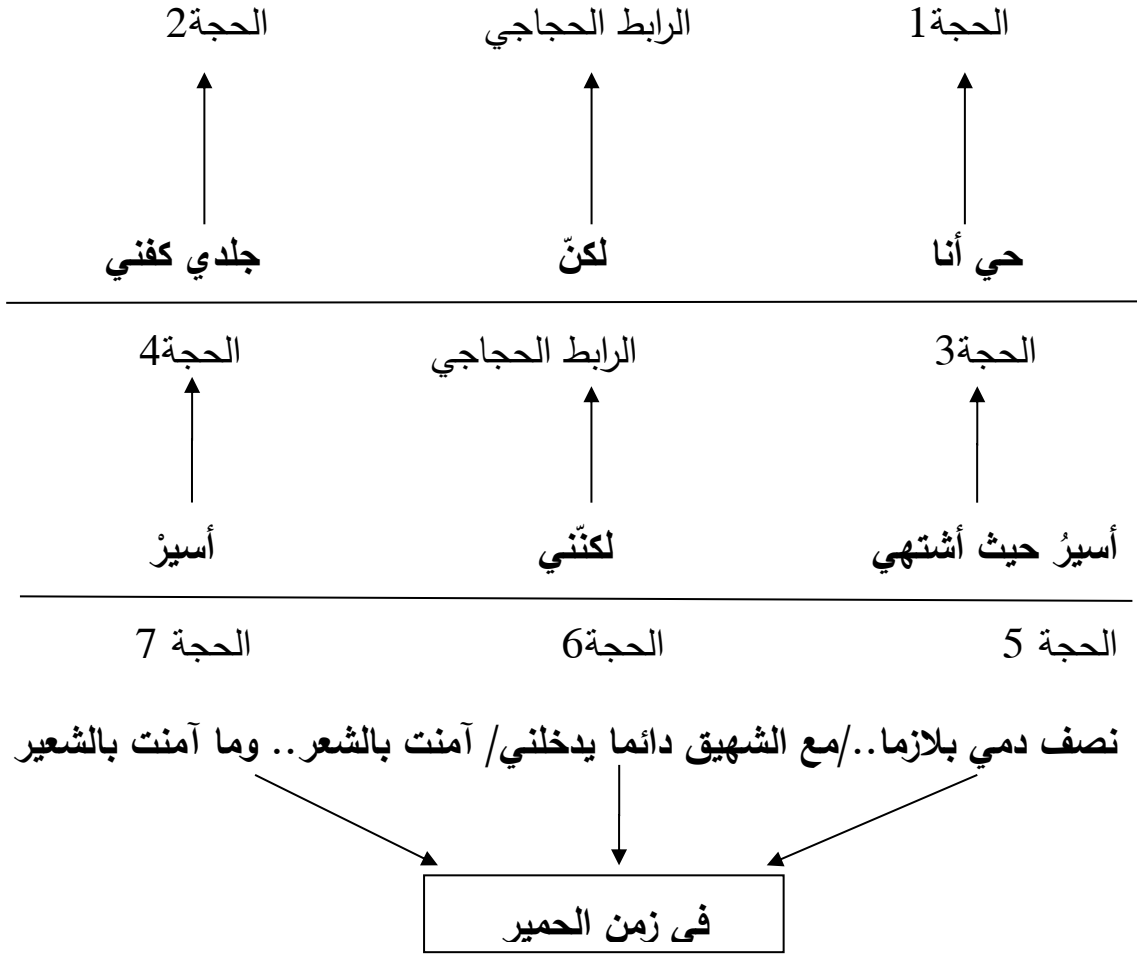 الحجة1 الرابط الحجاجي الحجة2
حي أنا لكنّ جلدي كفني
الحجة3 الرابط الحجاجي الحجة4
أسيرُ حيث أشتهي لكنّني أسيرْ
الحجة 5 الحجة6 الحجة 7
نصف دمي بلازما../مع الشهيق دائما يدخلني/ آمنت بالشعر.. وما آمنت بالشعير
في زمن الحمير